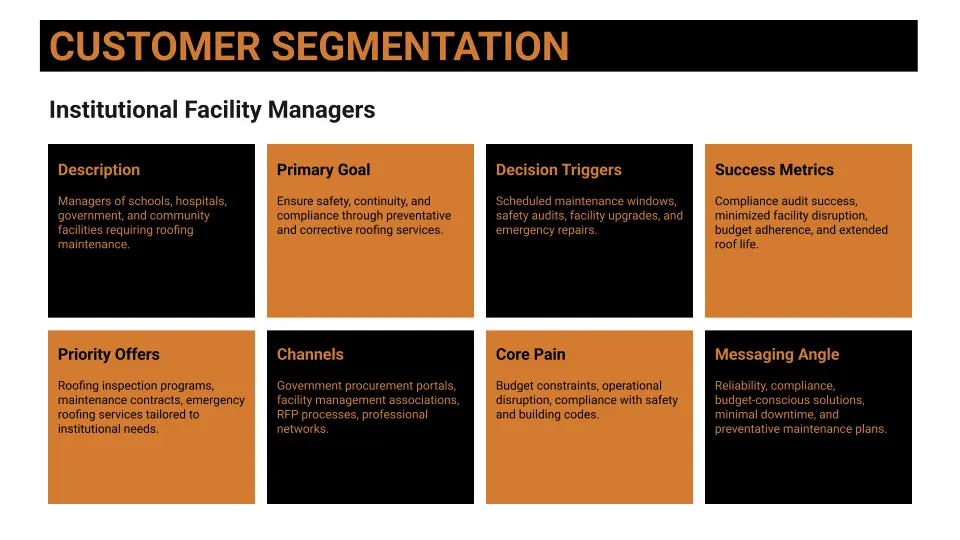 CUSTOMER SEGMENTATION
Institutional Facility Managers
Description
Managers of schools, hospitals,
government, and community
facilities requiring roofing
maintenance.
Primary Goal
Ensure safety, continuity, and
compliance through preventative
and corrective roofing services.
Decision Triggers
Scheduled maintenance windows,
safety audits, facility upgrades, and
emergency repairs.
Success Metrics
Compliance audit success,
minimized facility disruption,
budget adherence, and extended
roof life.
Priority Offers
Roofing inspection programs,
maintenance contracts, emergency
roofing services tailored to
institutional needs.
Channels
Government procurement portals,
facility management associations,
RFP processes, professional
networks.
Core Pain
Budget constraints, operational
disruption, compliance with safety
and building codes.
Messaging Angle
Reliability, compliance,
budget-conscious solutions,
minimal downtime, and
preventative maintenance plans.